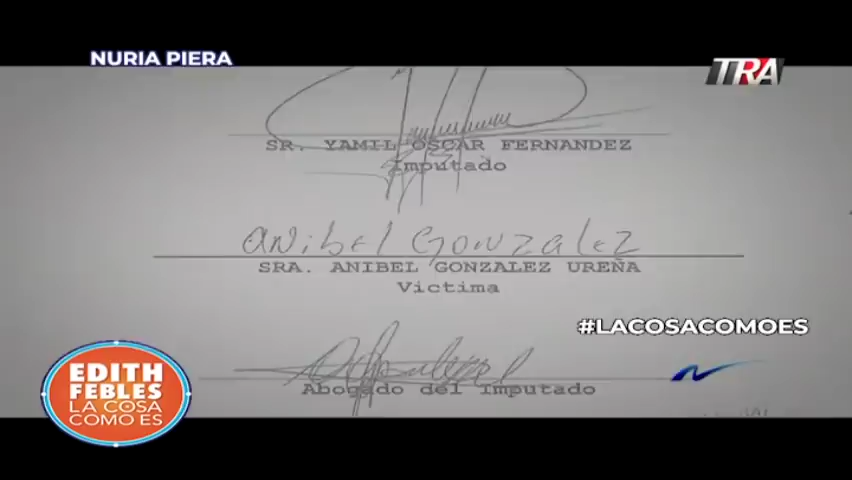 NURIA PIERA
TRA
SR. YAMIL OSCAR FERNANDEZ
Imputado
ANibEL GONZalEZ
SRA. ANIBEL GONZALEZ UREÑA
Victima
#LACOSACOMOES
Abogado del Imputado
EDITH
FEBLES
LA COSA
COMO ES
N